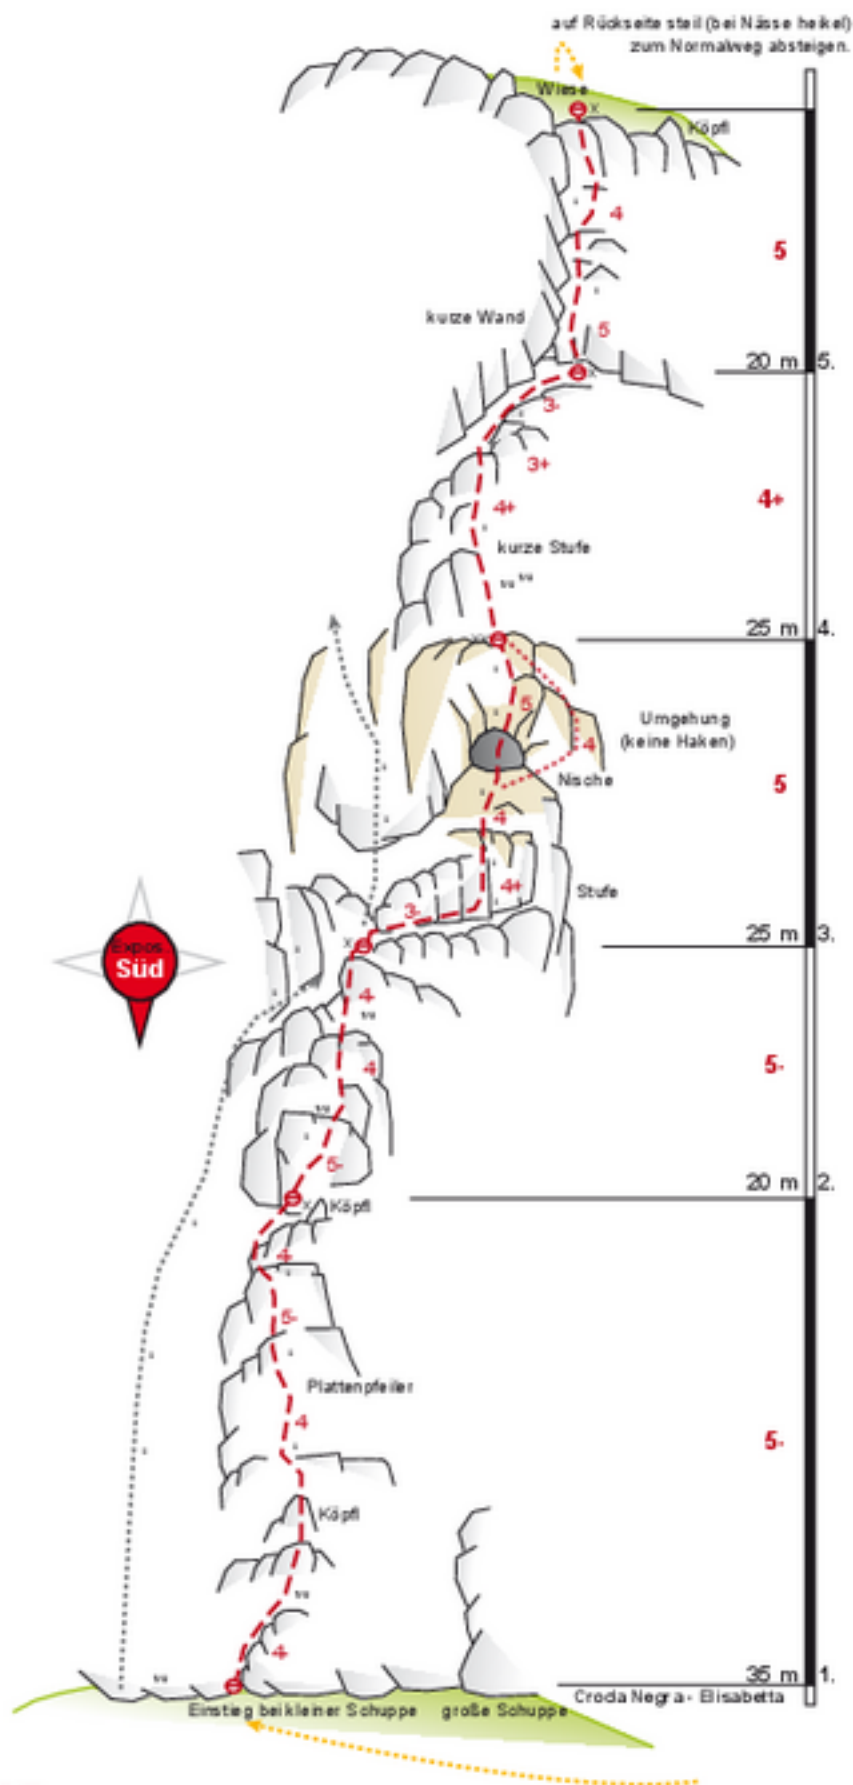 auf Rückseite steil (bei Nässe heikel)
zum Normalweg absteigen.
Wiese
x
Köpfl
4
5
kurze Wand
5
20 m 5.
x
3-
3+
4+
4+
kurze Stufe
25 m 4.
5
Umgehung
(keine Haken)
4
Nische
5
4
4+
Stufe
3-
x
25 m 3.
Expos.
Süd
4-
4
5-
5-
20 m 2.
x
Köpfl
4-
5-
Plattenpfeiler
4
5-
Köpfl
4-
35 m 1.
Croda Negra - Elisabetta
Einstieg bei kleiner Schuppe
große Schuppe